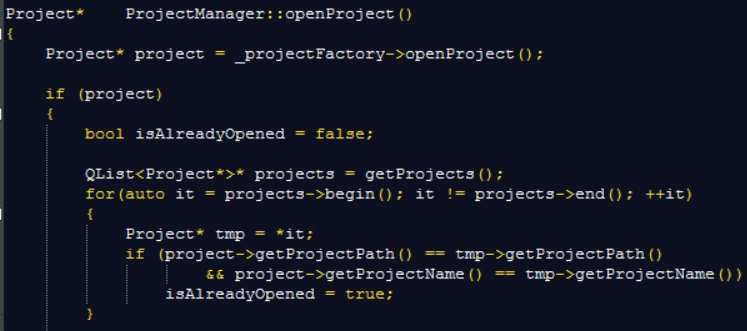 Project*    ProjectManager::openProject()
{
    Project* project = _projectFactory->openProject();
    if (project)
    {
        bool isAlreadyOpened = false;
        QList<Project*>* projects = getProjects();
        for(auto it = projects->begin(); it != projects->end(); ++it)
        {
            Project* tmp = *it;
            if (project->getProjectPath() == tmp->getProjectPath()
                    && project->getProjectName() == tmp->getProjectName())
                isAlreadyOpened = true;
        }